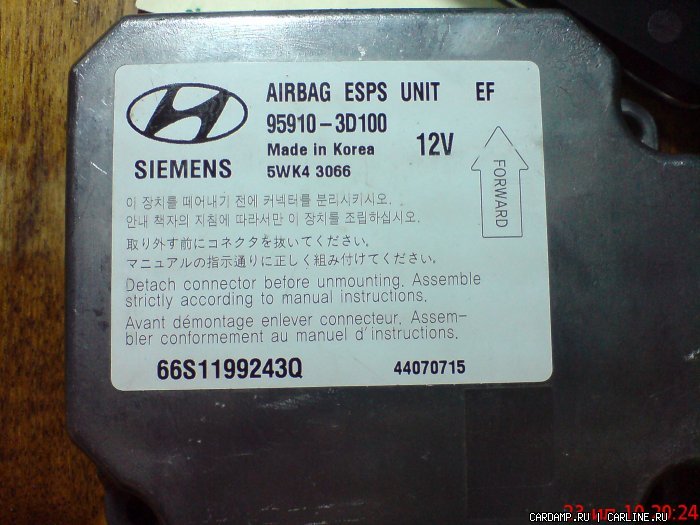 AIRBAG ESPS UNIT EF
95910-3D100
Made in Korea 12V
SIEMENS 5WK4 3066
FORWARD
이 장치를 떼어내기 전에 커넥터를 분리시키시오.
안내 책자의 지침에 따라서만 이 장치를 조립하십시오.
取り外す前にコネクタを抜いてください。
マニュアルの指示通りに正しく組み付けてください。
Detach connector before unmounting. Assemble
strictly according to manual instructions.
Avant démontage enlever connecteur. Assem-
bler conformement au manuel d'instructions.
66S1199243Q 44070715
10 20:24
CARDAMP.RU | CARLINE.RU